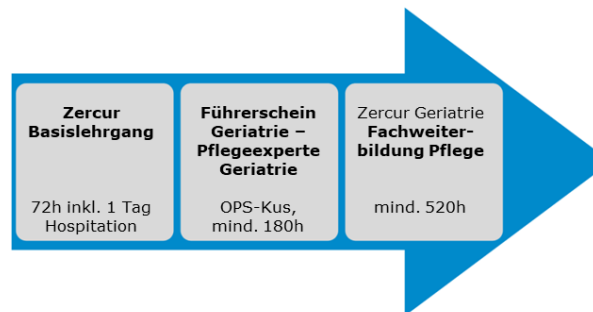 Zercur
Basislehrgang
72h inkl. 1 Tag
Hospitation
Führerschein
Geriatrie –
Pflegeexperte
Geriatrie
OPS-Kus,
mind. 180h
Zercur Geriatrie
Fachweiter-
bildung Pflege
mind. 520h